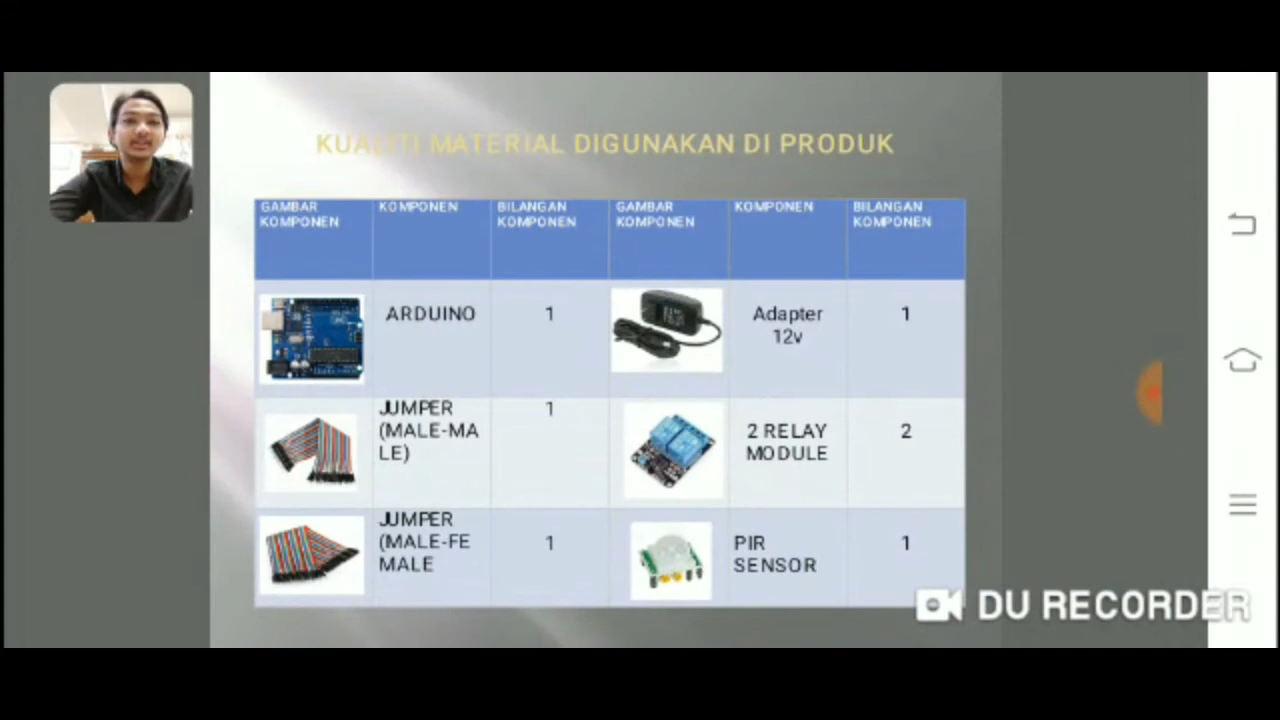 KUALITI MATERIAL DIGUNAKAN DI PRODUK
GAMBAR
KOMPONEN
KOMPONEN
BILANGAN
KOMPONEN
GAMBAR
KOMPONEN
KOMPONEN
BILANGAN
KOMPONEN
ARDUINO
1
Adapter
12v
1
JUMPER
(MALE-MA
LE)
1
2 RELAY
MODULE
2
JUMPER
(MALE-FE
MALE
1
PIR
SENSOR
1
DU RECORDER